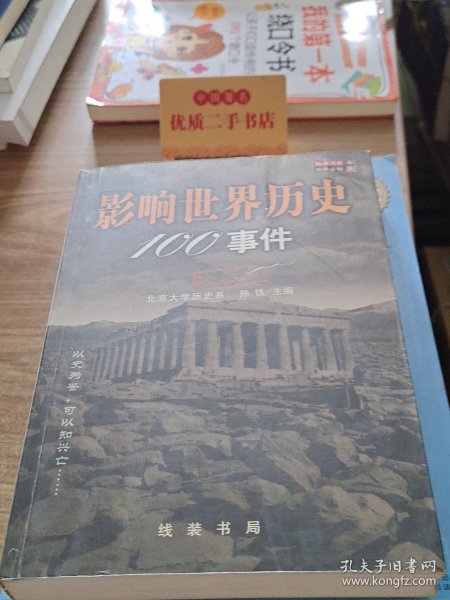 我的第一本
绕口令书
中国著名
优质二手书店
影响世界历史
100事件
北京大学历史系 孙铁/主编
以史为鉴，可以知兴亡……
线装书局
孔夫子旧书网
www.kongfz.com